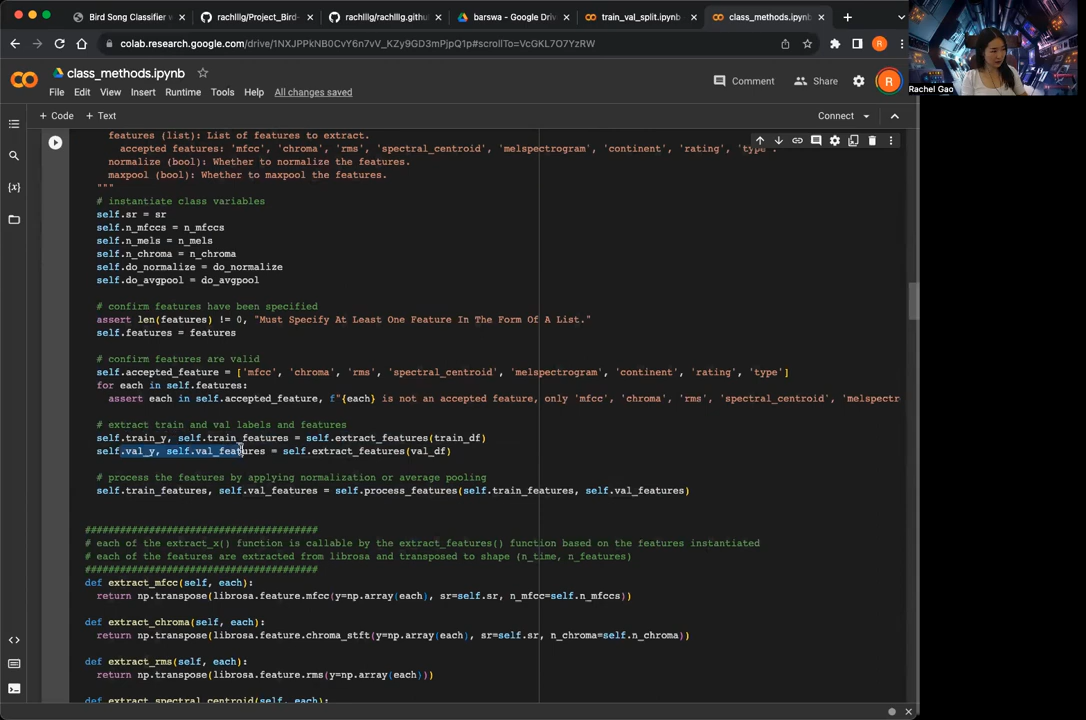 Bird Song Classifier w
rachlllg/Project_Bird-
rachlllg/rachlllg.githu
barswa - Google Driv
train_val_split.ipynb
class_methods.ipynb
colab.research.google.com/drive/1NXJPPkNB0CvY6n7vV_KZy9GD3mPjpQ1p#scrollTo=VcGKL7O7YzRW
R
class_methods.ipynb
Rachel Gao
File Edit View Insert Runtime Tools Help All changes saved
Comment
Share
R
+ Code + Text
Connect
features (list): List of features to extract.
accepted features: 'mfcc', 'chroma', 'rms', 'spectral_centroid', 'melspectrogram', 'continent', 'rating', 'type'.
normalize (bool): Whether to normalize the features.
maxpool (bool): Whether to maxpool the features.
"""
# instantiate class variables
self.sr = sr
self.n_mfccs = n_mfccs
self.n_mels = n_mels
self.n_chroma = n_chroma
self.do_normalize = do_normalize
self.do_avgpool = do_avgpool
# confirm features have been specified
assert len(features) != 0, "Must Specify At Least One Feature In The Form Of A List."
self.features = features
# confirm features are valid
self.accepted_feature = ['mfcc', 'chroma', 'rms', 'spectral_centroid', 'melspectrogram', 'continent', 'rating', 'type']
for each in self.features:
assert each in self.accepted_feature, f"{each} is not an accepted feature, only 'mfcc', 'chroma', 'rms', 'spectral_centroid', 'melspectr
# extract train and val labels and features
self.train_y, self.train_features = self.extract_features(train_df)
self.val_y, self.val_features = self.extract_features(val_df)
# process the features by applying normalization or average pooling
self.train_features, self.val_features = self.process_features(self.train_features, self.val_features)
########################################
# each of the extract_x() function is callable by the extract_features() function based on the features instantiated
# each of the features are extracted from librosa and transposed to shape (n_time, n_features)
########################################
def extract_mfcc(self, each):
return np.transpose(librosa.feature.mfcc(y=np.array(each), sr=self.sr, n_mfcc=self.n_mfccs))
def extract_chroma(self, each):
return np.transpose(librosa.feature.chroma_stft(y=np.array(each), sr=self.sr, n_chroma=self.n_chroma))
def extract_rms(self, each):
return np.transpose(librosa.feature.rms(y=np.array(each)))
def extract_spectral_centroid(self, each):